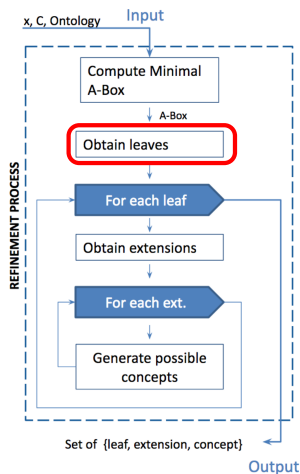 Input
x, C, Ontology
Compute Minimal
A-Box
A-Box
Obtain leaves
For each leaf
Obtain extensions
For each ext.
Generate possible
concepts
REFINEMENT PROCESS
Set of {leaf, extension, concept}
Output